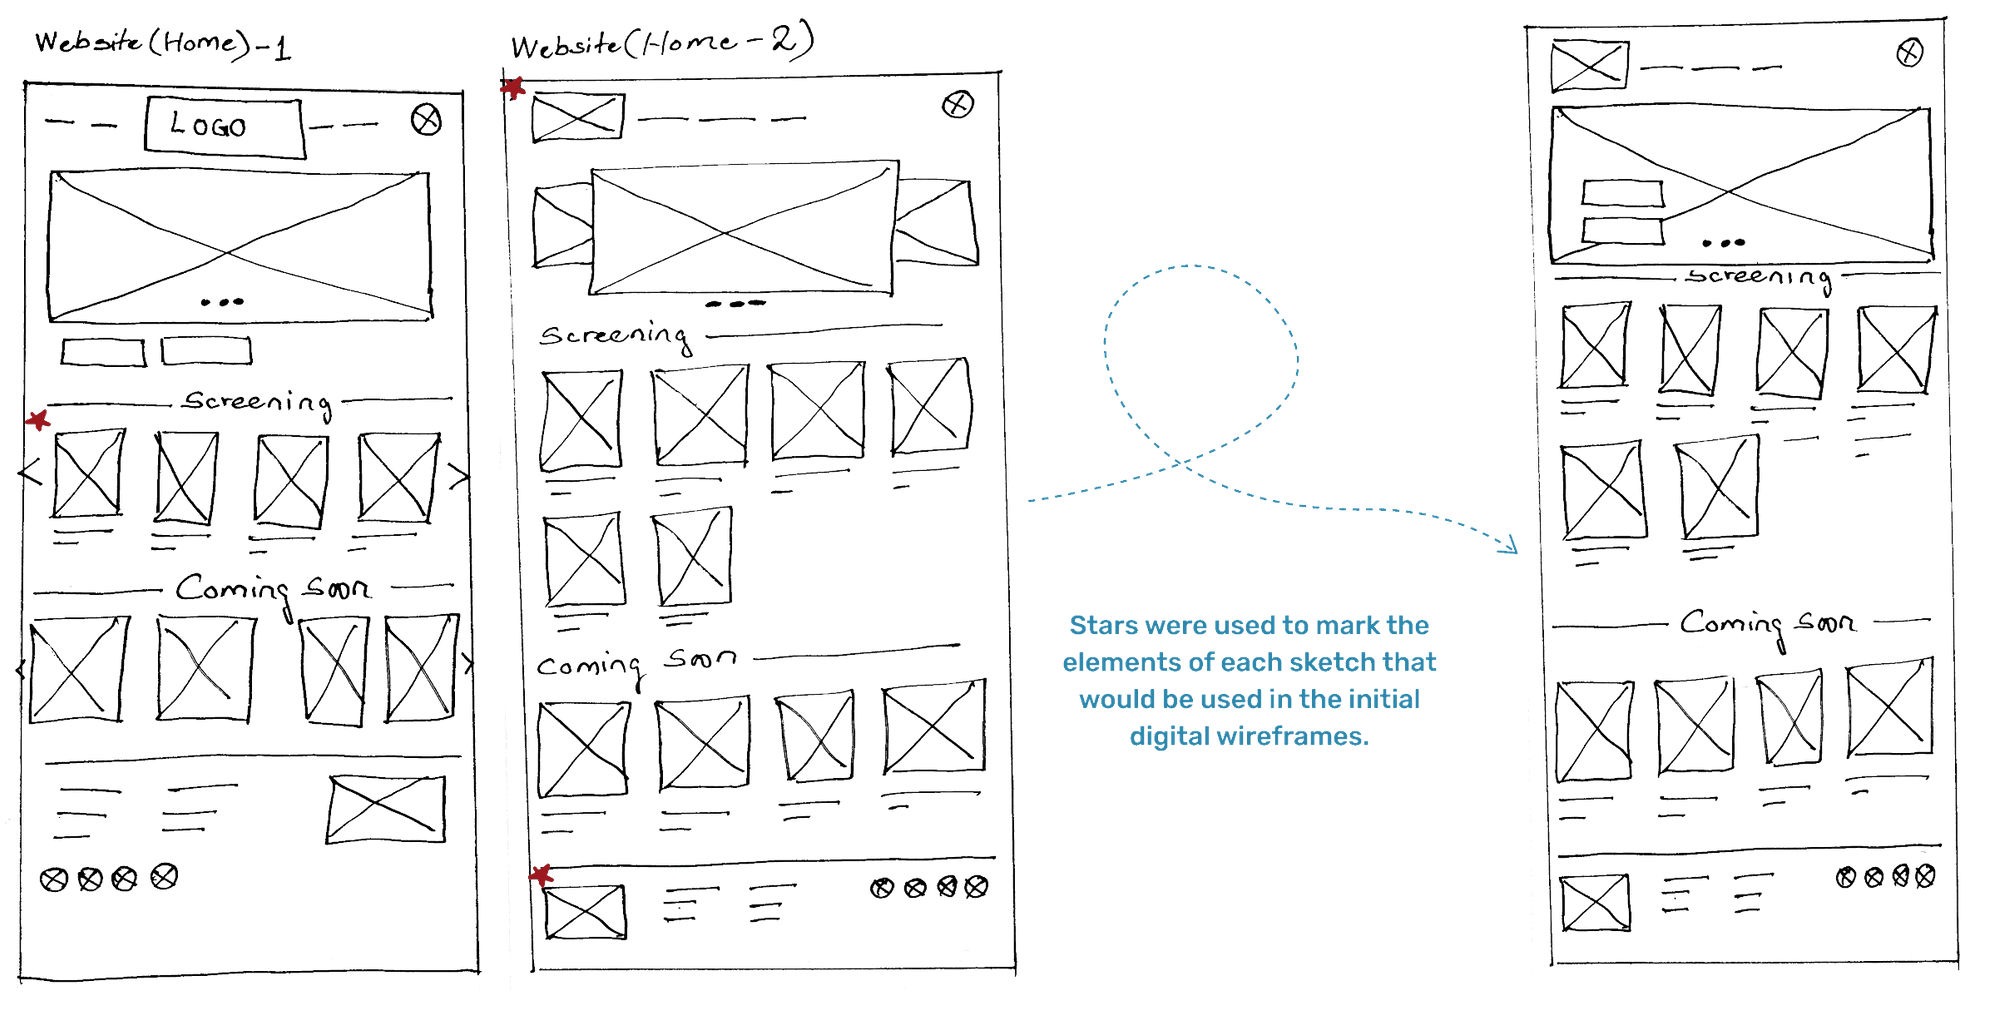 Website(Home)-1
LOGO
Screening
Coming Soon
Website(Home-2)
Screening
Coming Soon
Stars were used to mark the
elements of each sketch that
would be used in the initial
digital wireframes.
Screening
Coming Soon